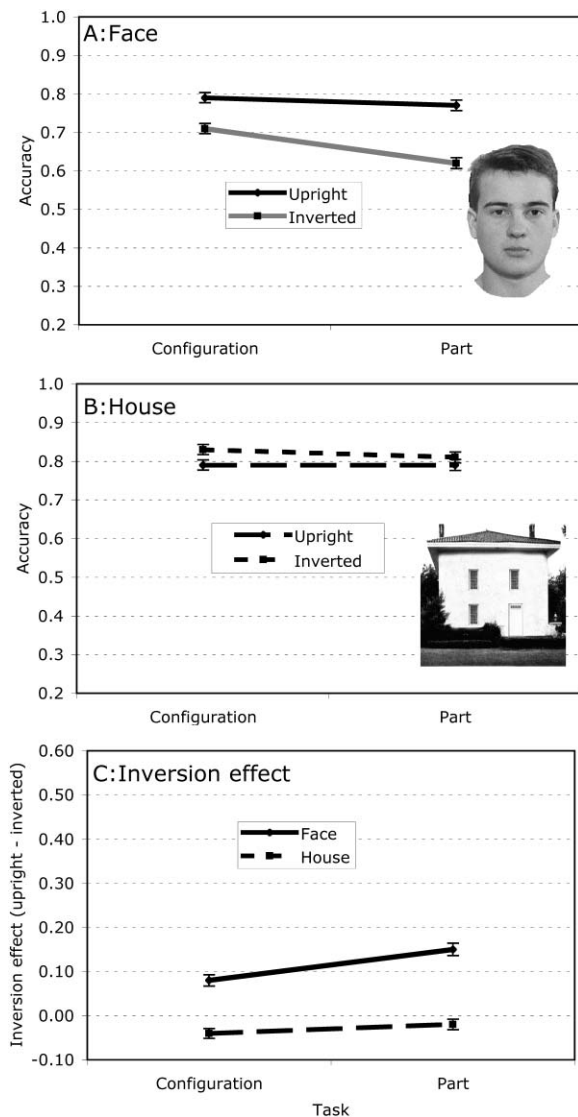 A:Face
1.0
0.9
0.8
0.7
0.6
0.5
0.4
0.3
0.2
Accuracy
Upright
Inverted
Configuration Part
B:House
1.0
0.9
0.8
0.7
0.6
0.5
0.4
0.3
0.2
Accuracy
Upright
Inverted
Configuration Part
C:Inversion effect
0.60
0.50
0.40
0.30
0.20
0.10
0.00
-0.10
Inversion effect (upright - inverted)
Face
House
Configuration Part
Task